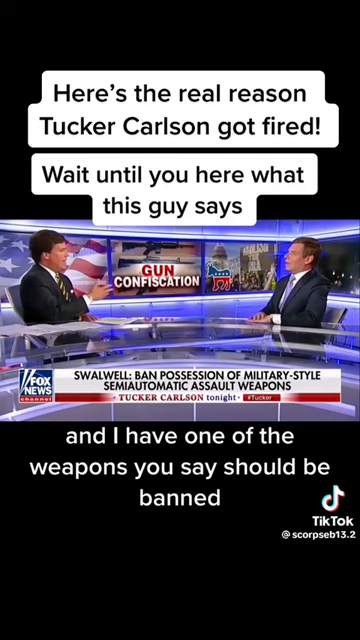 Here's the real reason
Tucker Carlson got fired!
Wait until you here what
this guy says
GUN
CONFISCATION
FOX
NEWS
channel
SWALWELL: BAN POSSESSION OF MILITARY-STYLE
SEMIAUTOMATIC ASSAULT WEAPONS
TUCKER CARLSON tonight
#Tucker
and I have one of the
weapons you say should be
banned
TikTok
@scorpseb13.2